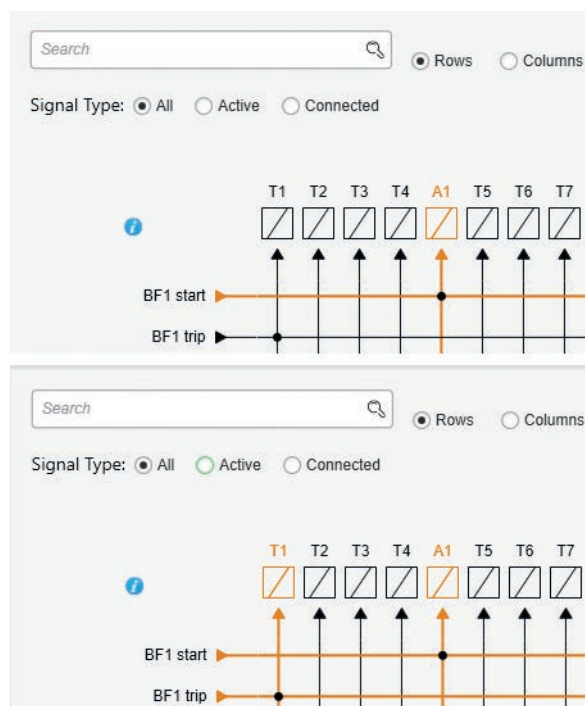 Search
Rows Columns
Signal Type: All Active Connected
T1 T2 T3 T4 A1 T5 T6 T7
i
BF1 start
BF1 trip
Search
Rows Columns
Signal Type: All Active Connected
T1 T2 T3 T4 A1 T5 T6 T7
i
BF1 start
BF1 trip